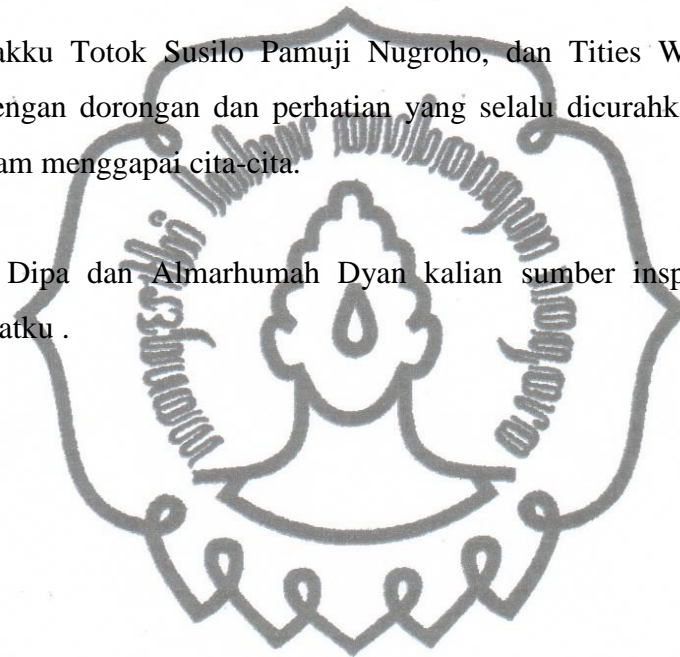 akku Totok Susilo Pamuji Nugroho, dan Tities W
engan dorongan dan perhatian yang selalu dicurahk
am menggapai cita-cita.
Dipa dan Almarhumah Dyan kalian sumber insp
atku .